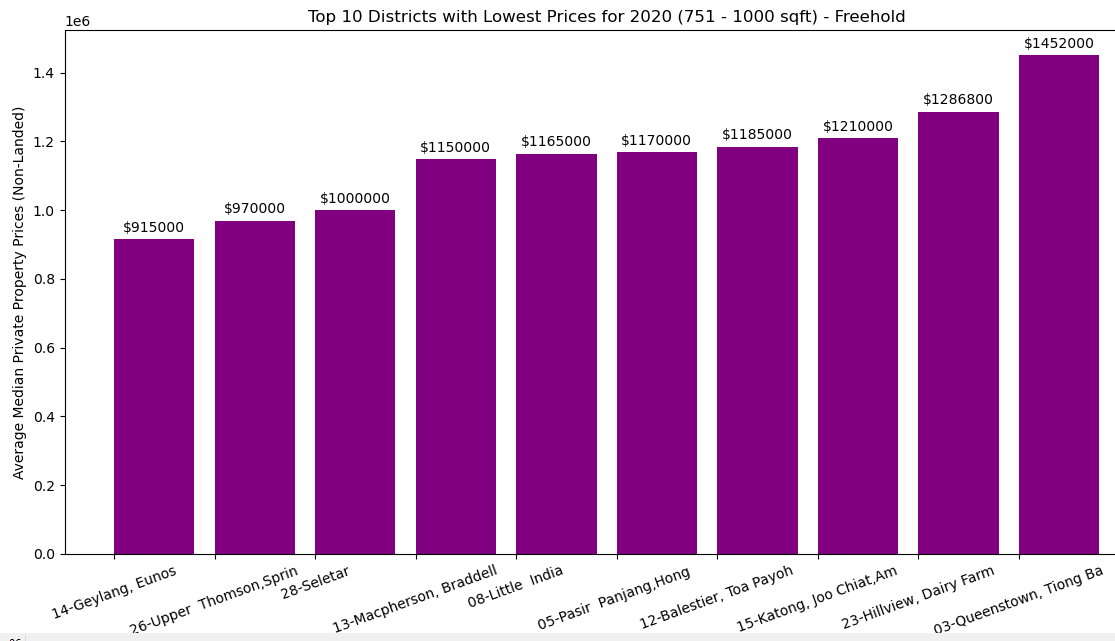 Top 10 Districts with Lowest Prices for 2020 (751 - 1000 sqft) - Freehold
1e6
Average Median Private Property Prices (Non-Landed)
1.4
1.2
1.0
0.8
0.6
0.4
0.2
0.0
$915000
$970000
$1000000
$1150000
$1165000
$1170000
$1185000
$1210000
$1286800
$1452000
14-Geylang, Eunos
26-Upper  Thomson,Sprin
28-Seletar
13-Macpherson, Braddell
08-Little  India
05-Pasir  Panjang,Hong
12-Balestier, Toa Payoh
15-Katong, Joo Chiat,Am
23-Hillview, Dairy Farm
03-Queenstown, Tiong Ba